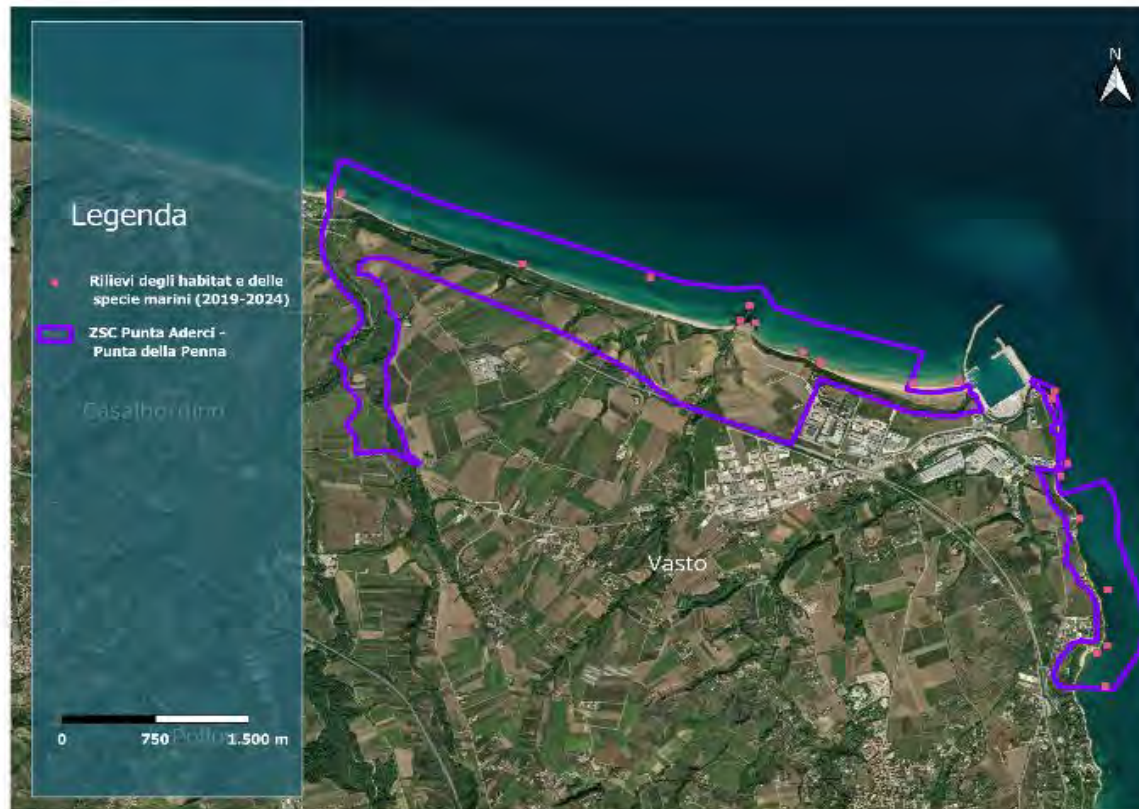 N
Legenda
Rilievi degli habitat e delle
specie marini (2019-2024)
ZSC Punta Aderci -
Punta della Penna
Casalbordino
Vasto
0 750 1.500 m